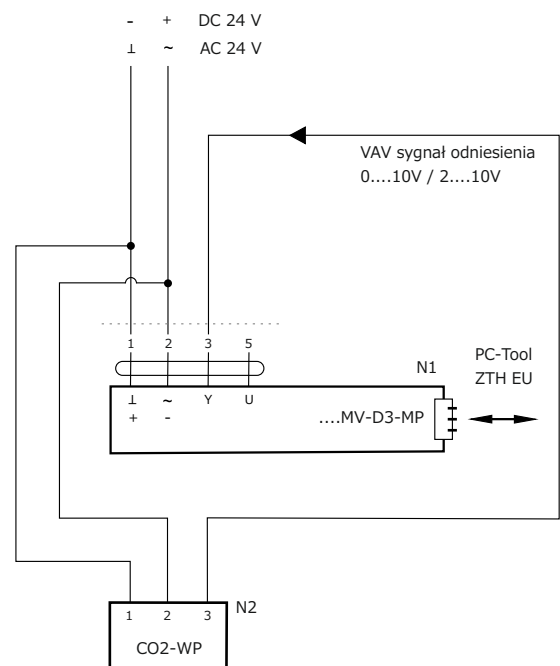 - + DC 24 V
⊥ ~ AC 24 V
VAV sygnał odniesienia
0....10V / 2....10V
1 2 3 5
N1
PC-Tool
ZTH EU
⊥ ~ Y U
+ -
....MV-D3-MP
1 2 3
N2
CO2-WP